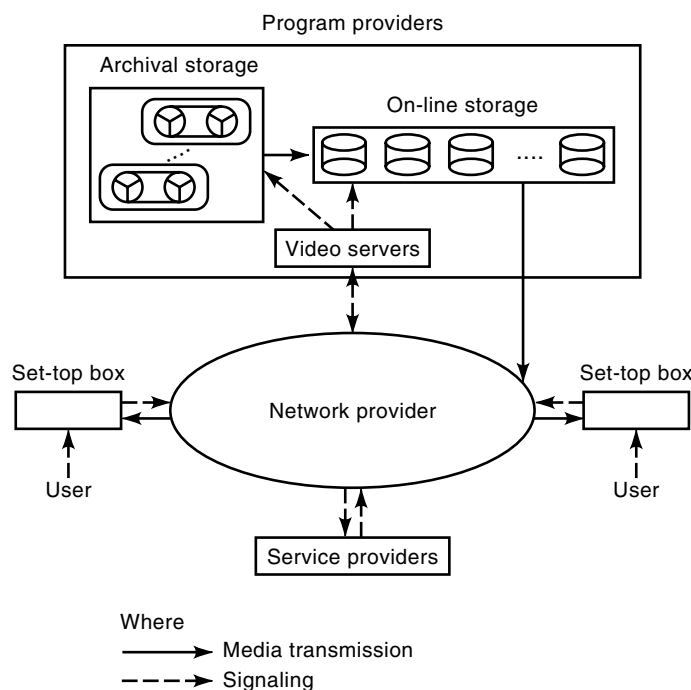 Program providers
Archival storage
On-line storage
....
Video servers
Set-top box
Set-top box
Network provider
User
User
Service providers
Where
Media transmission
Signaling